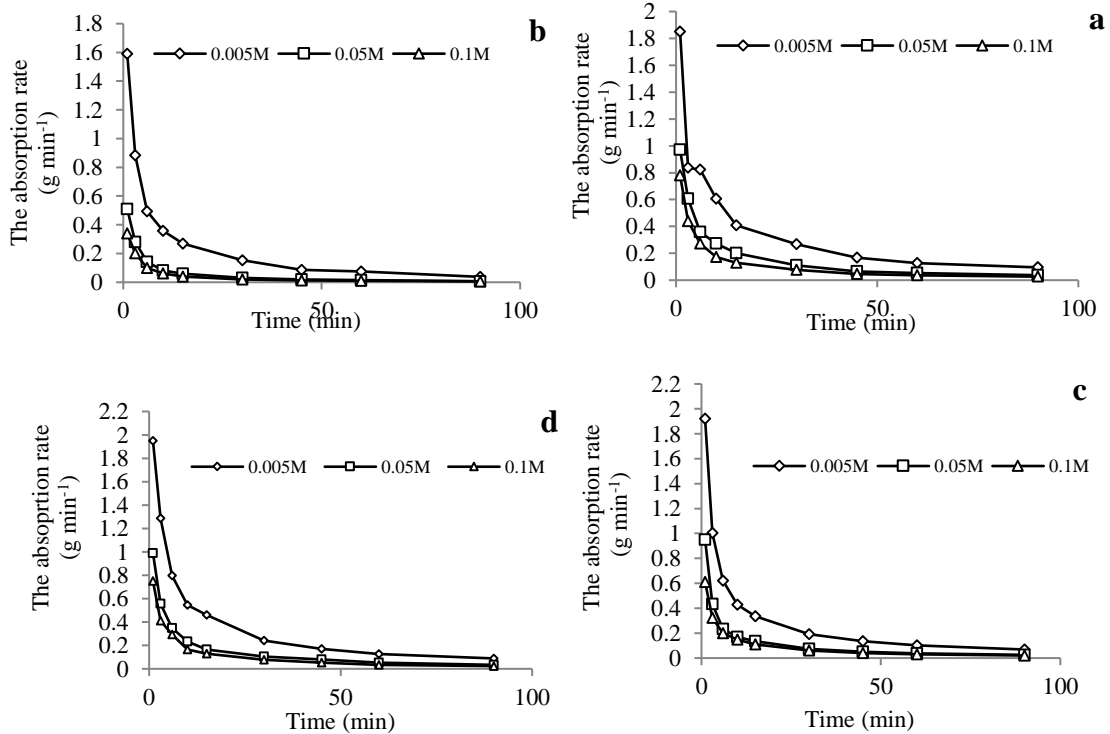 b
1.8
1.6
1.4
1.2
1
0.8
0.6
0.4
0.2
0
0.005M 0.05M 0.1M
The absorption rate
(g min-1)
0 50 100
Time (min)
a
2
1.8
1.6
1.4
1.2
1
0.8
0.6
0.4
0.2
0
0.005M 0.05M 0.1M
The absorption rate
(g min-1)
0 50 100
Time (min)
d
2.2
2
1.8
1.6
1.4
1.2
1
0.8
0.6
0.4
0.2
0
0.005M 0.05M 0.1M
The absoprtion rate
(g min-1)
0 50 100
Time (min)
c
2.2
2
1.8
1.6
1.4
1.2
1
0.8
0.6
0.4
0.2
0
0.005M 0.05M 0.1M
The absorption rate
(g min-1)
0 50 100
Time (min)